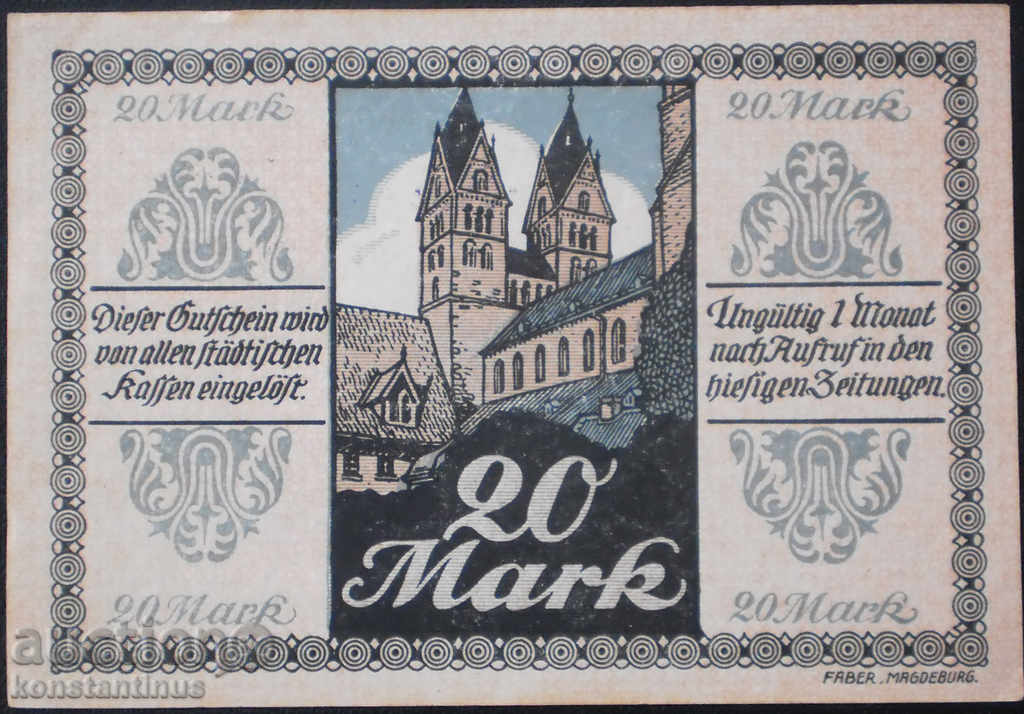 20 Mark
20 Mark
Dieser Gutschein wird
von allen städtischen
Kassen eingelöst.
Ungültig 1 Monat
nach Aufruf in den
hiesigen Zeitungen.
20
Mark
20 Mark
20 Mark
FABER. MAGDEBURG.
konstantinus